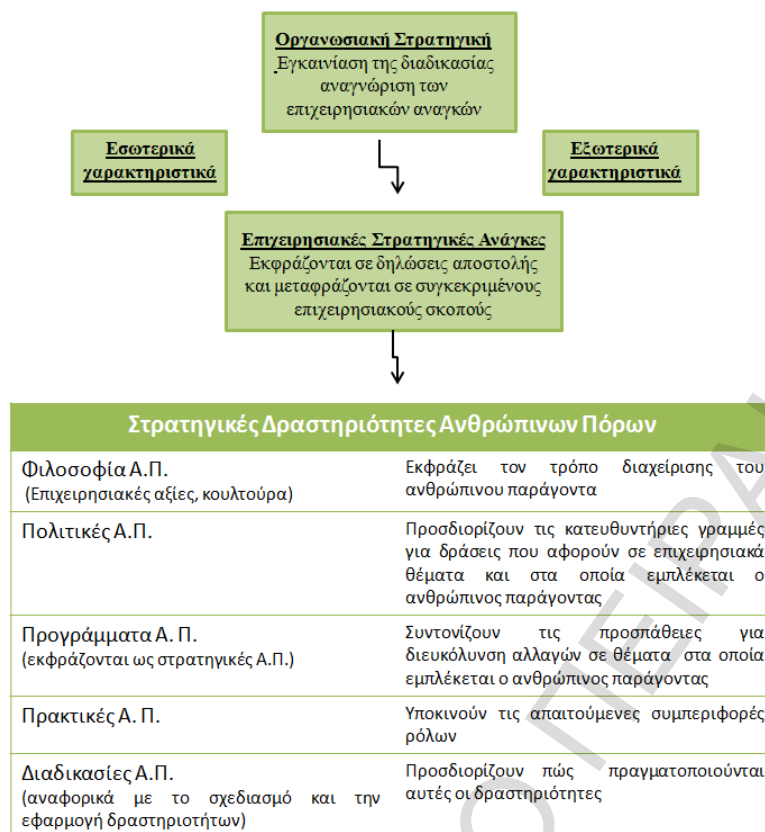 Οργανωσιακή Στρατηγική
Εγκαινίαση της διαδικασίας
αναγνώριση των
επιχειρησιακών αναγκών
Εσωτερικά
χαρακτηριστικά
Εξωτερικά
χαρακτηριστικά
Επιχειρησιακές Στρατηγικές Ανάγκες
Εκφράζονται σε δηλώσεις αποστολής
και μεταφράζονται σε συγκεκριμένους
επιχειρησιακούς σκοπούς
Στρατηγικές Δραστηριότητες Ανθρώπινων Πόρων
Φιλοσοφία Α.Π.
(Επιχειρησιακές αξίες, κουλτούρα)
Εκφράζει τον τρόπο διαχείρισης του
ανθρώπινου παράγοντα
Πολιτικές Α.Π.
Προσδιορίζουν τις κατευθυντήριες γραμμές
για δράσεις που αφορούν σε επιχειρησιακά
θέματα και στα οποία εμπλέκεται ο
ανθρώπινος παράγοντας
Προγράμματα Α. Π.
(εκφράζονται ως στρατηγικές Α.Π.)
Συντονίζουν τις προσπάθειες για
διευκόλυνση αλλαγών σε θέματα στα οποία
εμπλέκεται ο ανθρώπινος παράγοντας
Πρακτικές Α. Π.
Υποκινούν τις απαιτούμενες συμπεριφορές
ρόλων
Διαδικασίες Α.Π.
(αναφορικά με το σχεδιασμό και την
εφαρμογή δραστηριοτήτων)
Προσδιορίζουν πώς πραγματοποιούνται
αυτές οι δραστηριότητες